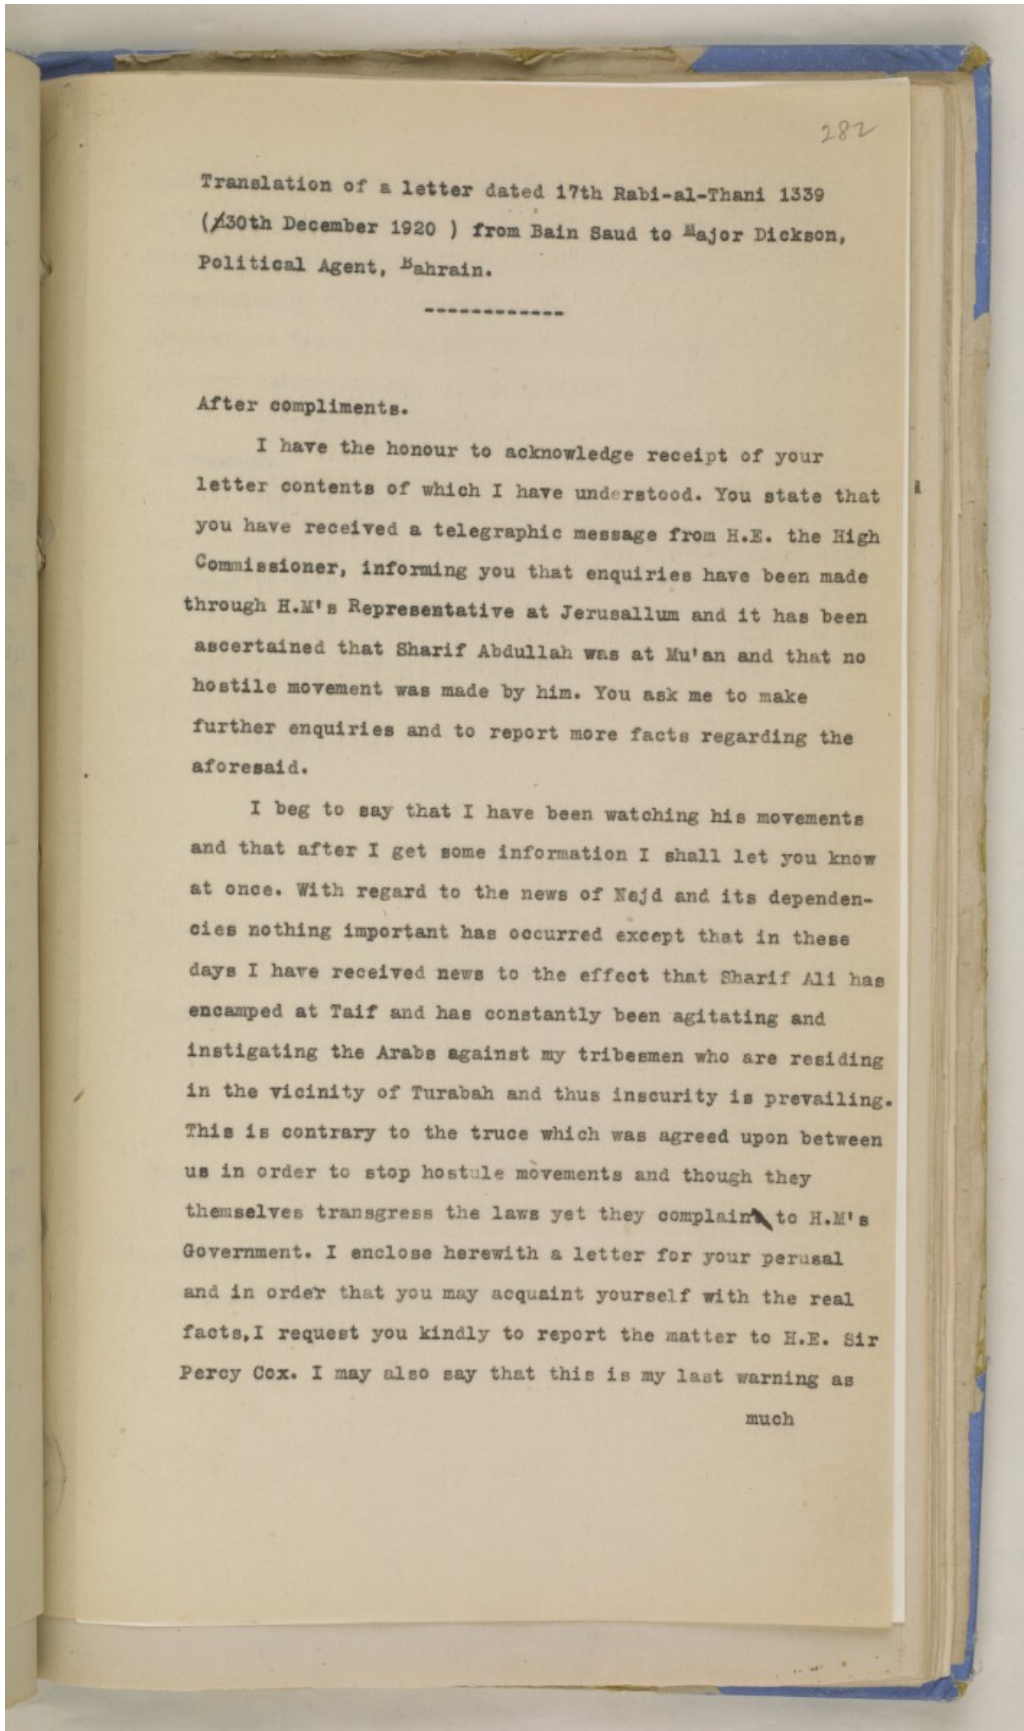 282
Translation of a letter dated 17th Rabi-al-Thani 1339
(30th December 1920 ) from Bain Saud to Major Dickson,
Political Agent, Bahrain.
------------
After compliments.
I have the honour to acknowledge receipt of your
letter contents of which I have understood. You state that
you have received a telegraphic message from H.E. the High
Commissioner, informing you that enquiries have been made
through H.M's Representative at Jerusallum and it has been
ascertained that Sharif Abdullah was at Mu'an and that no
hostile movement was made by him. You ask me to make
further enquiries and to report more facts regarding the
aforesaid.
I beg to say that I have been watching his movements
and that after I get some information I shall let you know
at once. With regard to the news of Nejd and its dependen-
cies nothing important has occurred except that in these
days I have received news to the effect that Sharif Ali has
encamped at Taif and has constantly been agitating and
instigating the Arabs against my tribesmen who are residing
in the vicinity of Turabah and thus inscurity is prevailing.
This is contrary to the truce which was agreed upon between
us in order to stop hostule movements and though they
themselves transgress the laws yet they complain to H.M's
Government. I enclose herewith a letter for your perusal
and in order that you may acquaint yourself with the real
facts,I request you kindly to report the matter to H.E. Sir
Percy Cox. I may also say that this is my last warning as
much